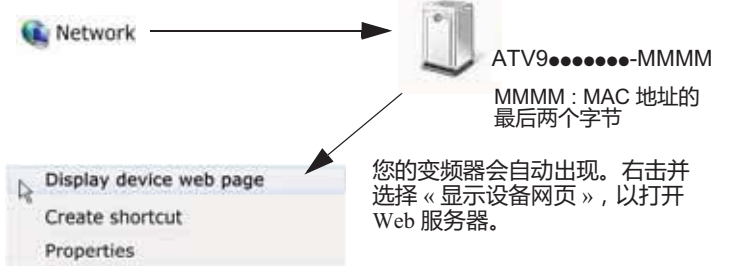 Network
ATV9●●●●●●●-MMMM
MMMM : MAC 地址的
最后两个字节
Display device web page
Create shortcut
Properties
您的变频器会自动出现。右击并
选择 « 显示设备网页 »，以打开
Web 服务器。